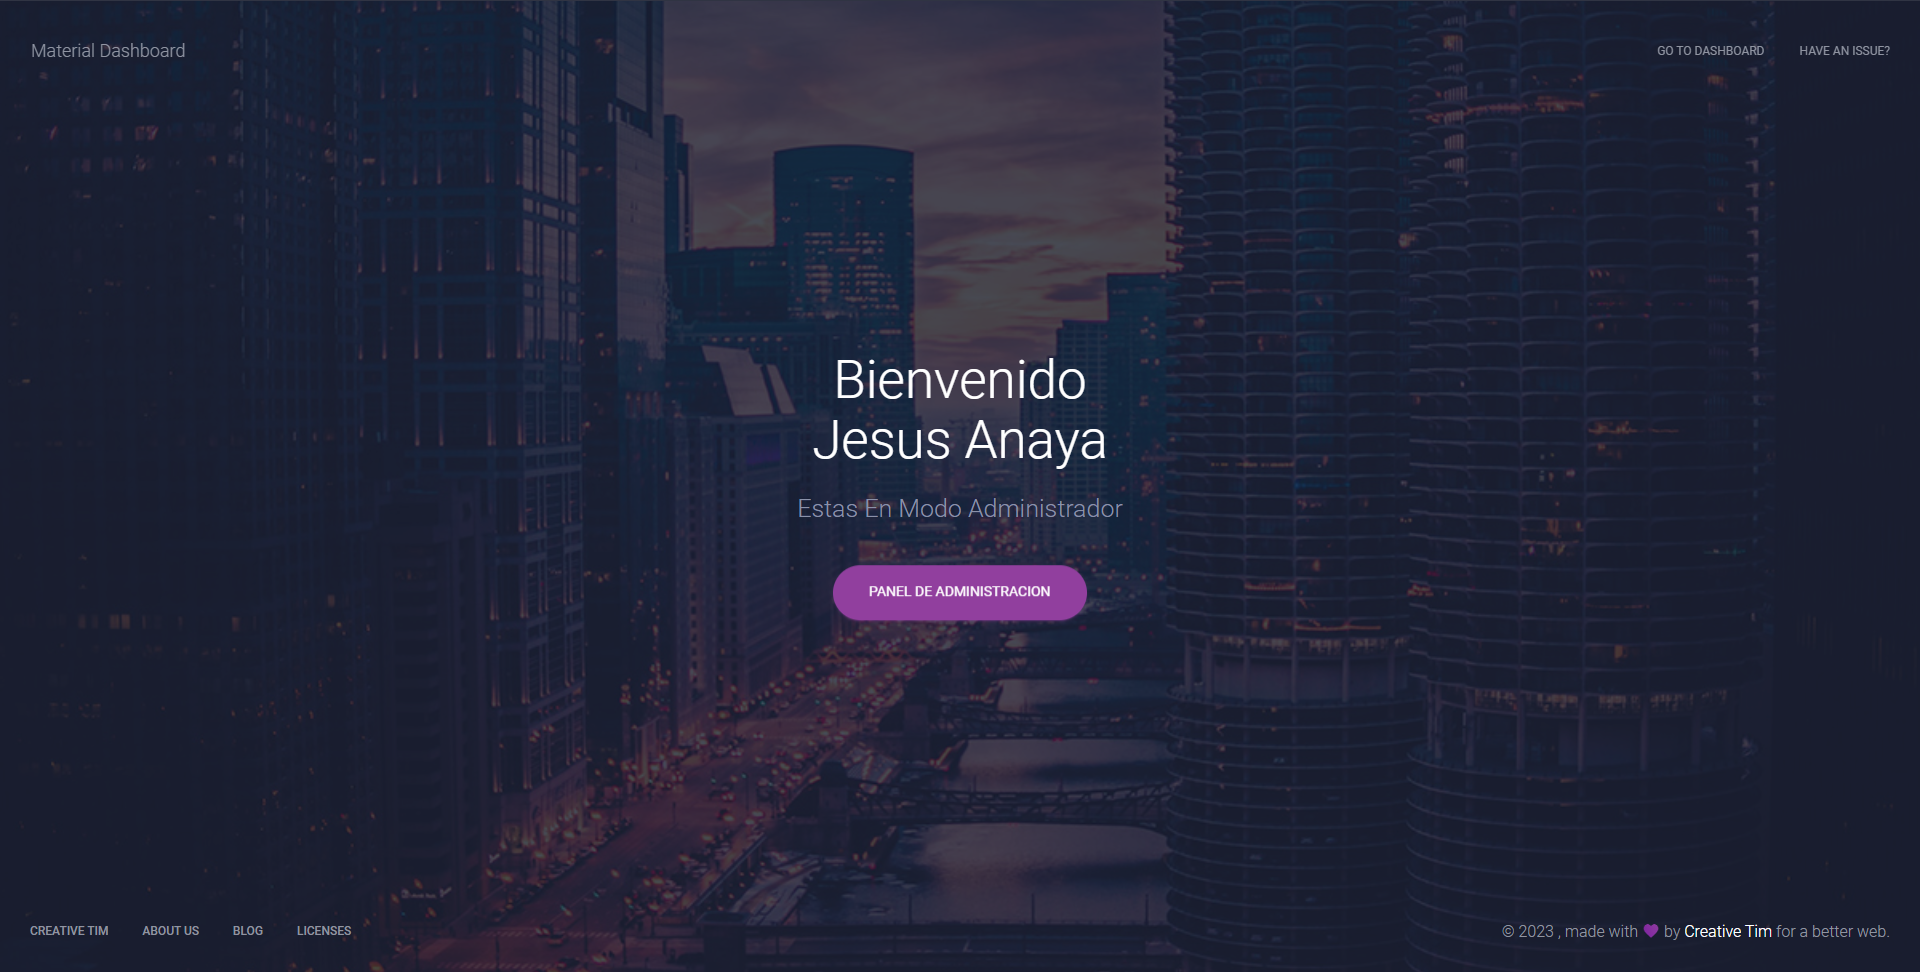 Material Dashboard
GO TO DASHBOARD
HAVE AN ISSUE?
Bienvenido
Jesus Anaya
Estas En Modo Administrador
PANEL DE ADMINISTRACION
CREATIVE TIM
ABOUT US
BLOG
LICENSES
© 2023 , made with by Creative Tim for a better web.